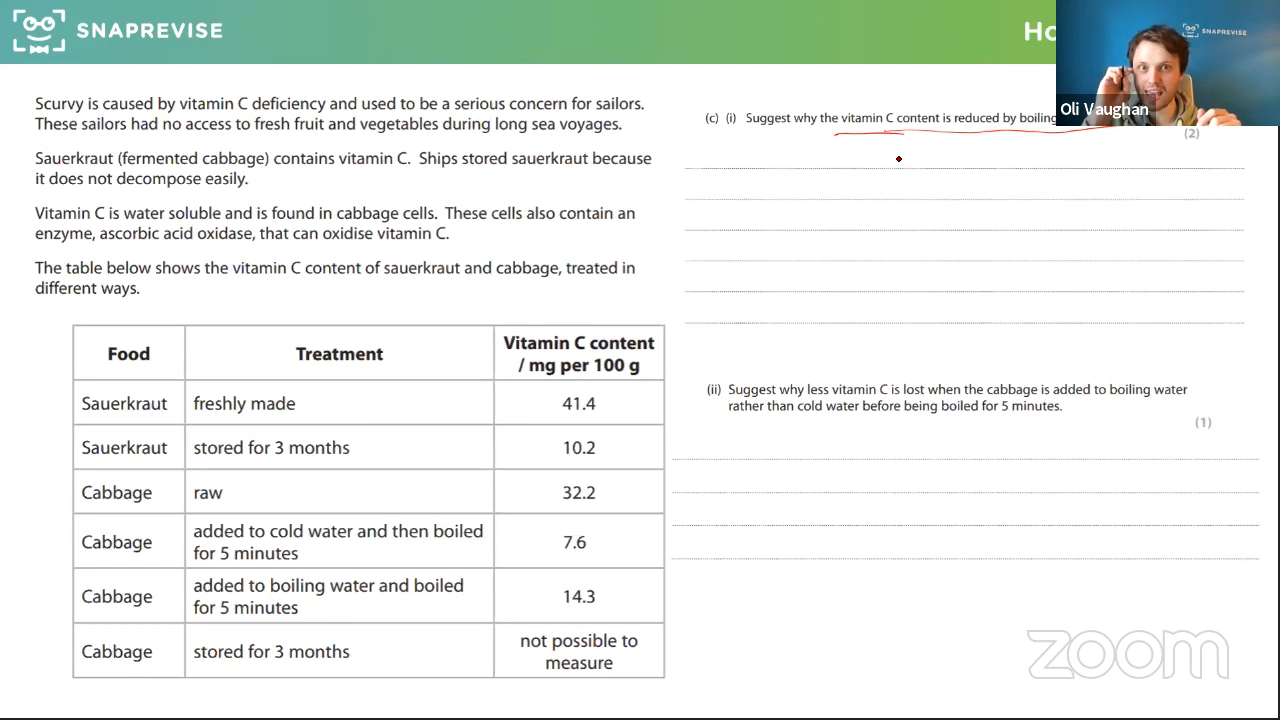 SNAPREVISE
SNAPREVISE
Oli Vaughan
Scurvy is caused by vitamin C deficiency and used to be a serious concern for sailors.
These sailors had no access to fresh fruit and vegetables during long sea voyages.
Sauerkraut (fermented cabbage) contains vitamin C. Ships stored sauerkraut because
it does not decompose easily.
Vitamin C is water soluble and is found in cabbage cells. These cells also contain an
enzyme, ascorbic acid oxidase, that can oxidise vitamin C.
The table below shows the vitamin C content of sauerkraut and cabbage, treated in
different ways.
Food Treatment Vitamin C content
/ mg per 100 g
Sauerkraut freshly made 41.4
Sauerkraut stored for 3 months 10.2
Cabbage raw 32.2
Cabbage added to cold water and then boiled
for 5 minutes 7.6
Cabbage added to boiling water and boiled
for 5 minutes 14.3
Cabbage stored for 3 months not possible to
measure
(c) (i) Suggest why the vitamin C content is reduced by boiling
(2)
(ii) Suggest why less vitamin C is lost when the cabbage is added to boiling water
rather than cold water before being boiled for 5 minutes.
(1)
zoom